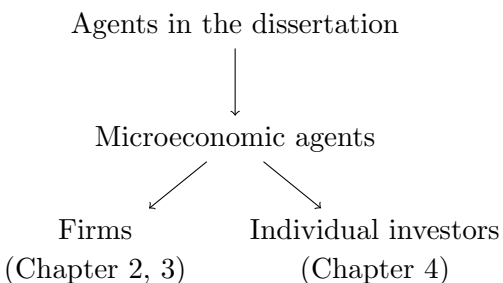 Agents in the dissertation
Microeconomic agents
Firms
(Chapter 2, 3)
Individual investors
(Chapter 4)